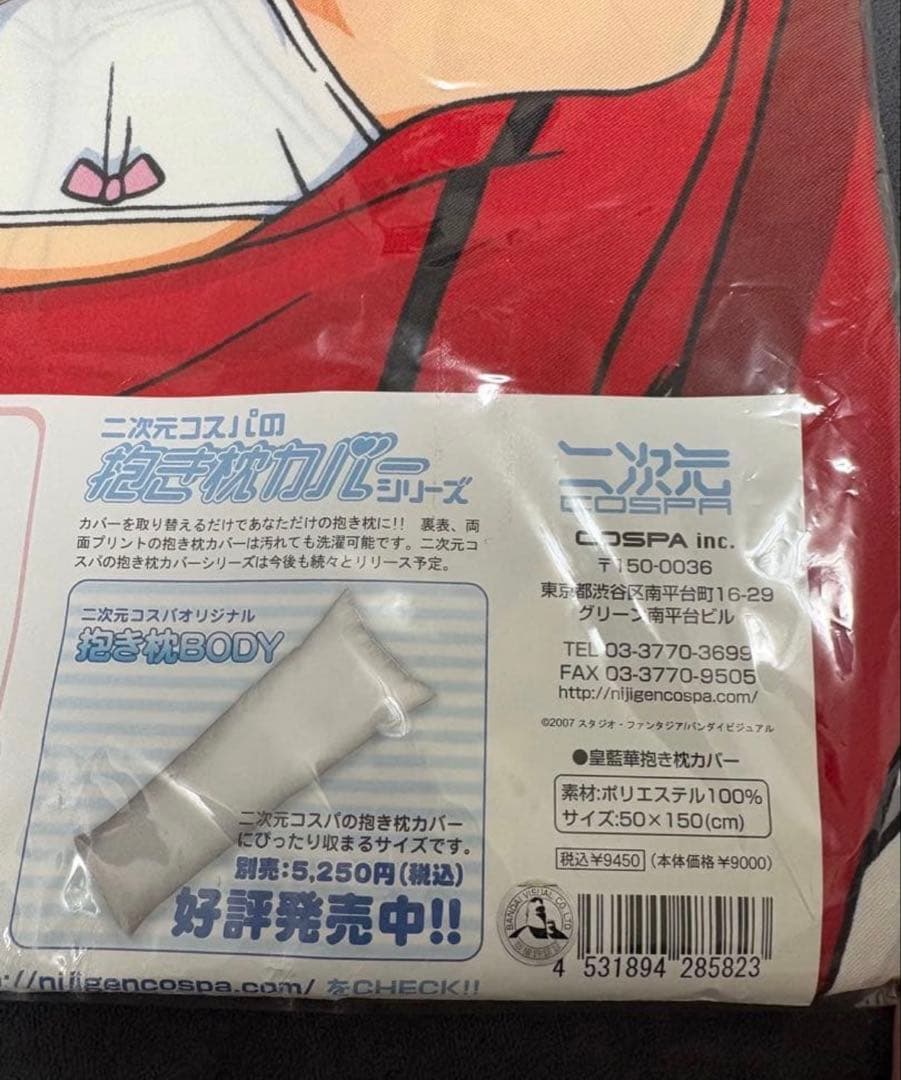 二次元コスパの
抱き枕カバーシリーズ
カバーを取り替えるだけであなただけの抱き枕に!! 裏表、両
面プリントの抱き枕カバーは汚れても洗濯可能です。二次元コ
スパの抱き枕カバーシリーズは今後も続々とリリース予定。
二次元コスパオリジナル
抱き枕BODY
二次元コスパの抱き枕カバー
にぴったり収まるサイズです。
別売:5,250円(税込)
好評発売中!!
://nijigencospa.com/ をCHECK!!
二次元
COSPA
COSPA inc.
〒150-0036
東京都渋谷区南平台町16-29
グリーン南平台ビル
TEL 03-3770-3699
FAX 03-3770-9505
http://nijigencospa.com/
©2007 スタジオ・ファンタジア/バンダイビジュアル
●皇藍華抱き枕カバー
素材:ポリエステル100%
サイズ:50×150(cm)
税込¥9450 (本体価格 ¥9000)
BANDAI VISUAL CO.,LTD.
4 531894 285823